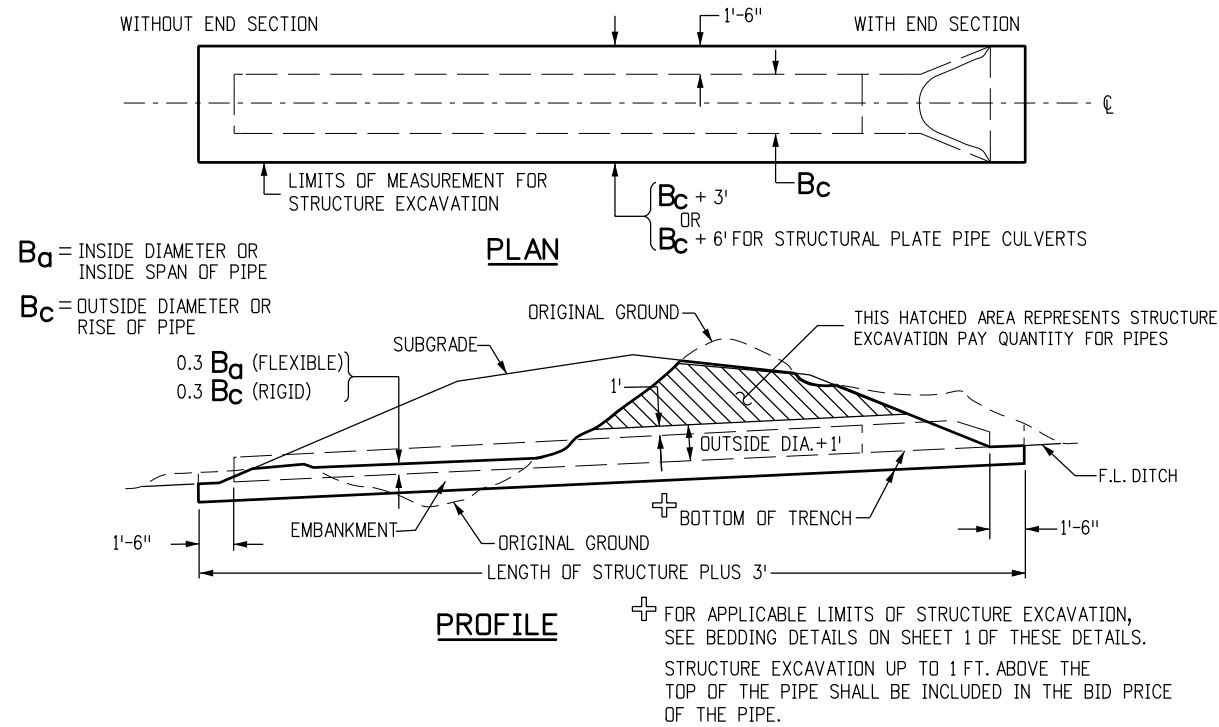 WITHOUT END SECTION
1'-6"
WITH END SECTION
℄
LIMITS OF MEASUREMENT FOR
STRUCTURE EXCAVATION
Bc
Bc + 3'
OR
Bc + 6' FOR STRUCTURAL PLATE PIPE CULVERTS
PLAN
Ba = INSIDE DIAMETER OR
INSIDE SPAN OF PIPE
Bc = OUTSIDE DIAMETER OR
RISE OF PIPE
ORIGINAL GROUND
THIS HATCHED AREA REPRESENTS STRUCTURE
EXCAVATION PAY QUANTITY FOR PIPES
SUBGRADE
0.3 Ba (FLEXIBLE)
0.3 Bc (RIGID)
1'
OUTSIDE DIA.+1'
F.L. DITCH
BOTTOM OF TRENCH
EMBANKMENT
ORIGINAL GROUND
1'-6"
1'-6"
LENGTH OF STRUCTURE PLUS 3'
PROFILE
FOR APPLICABLE LIMITS OF STRUCTURE EXCAVATION,
SEE BEDDING DETAILS ON SHEET 1 OF THESE DETAILS.
STRUCTURE EXCAVATION UP TO 1 FT. ABOVE THE
TOP OF THE PIPE SHALL BE INCLUDED IN THE BID PRICE
OF THE PIPE.